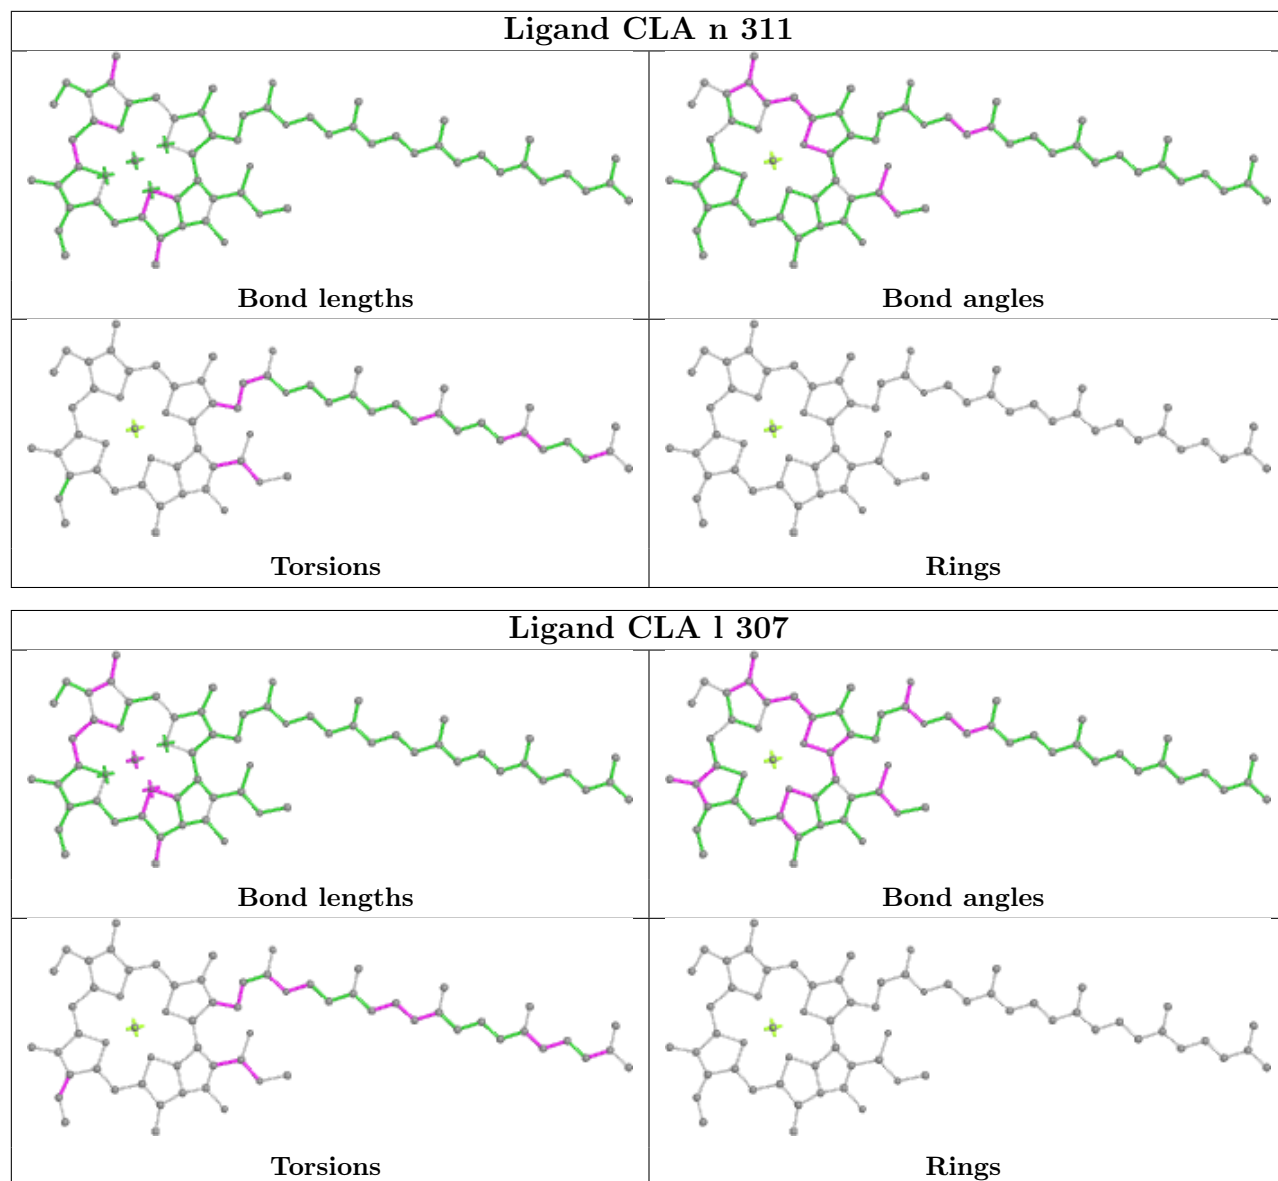 Ligand CLA n 311
Bond lengths
Bond angles
Torsions
Rings
Ligand CLA l 307
Bond lengths
Bond angles
Torsions
Rings